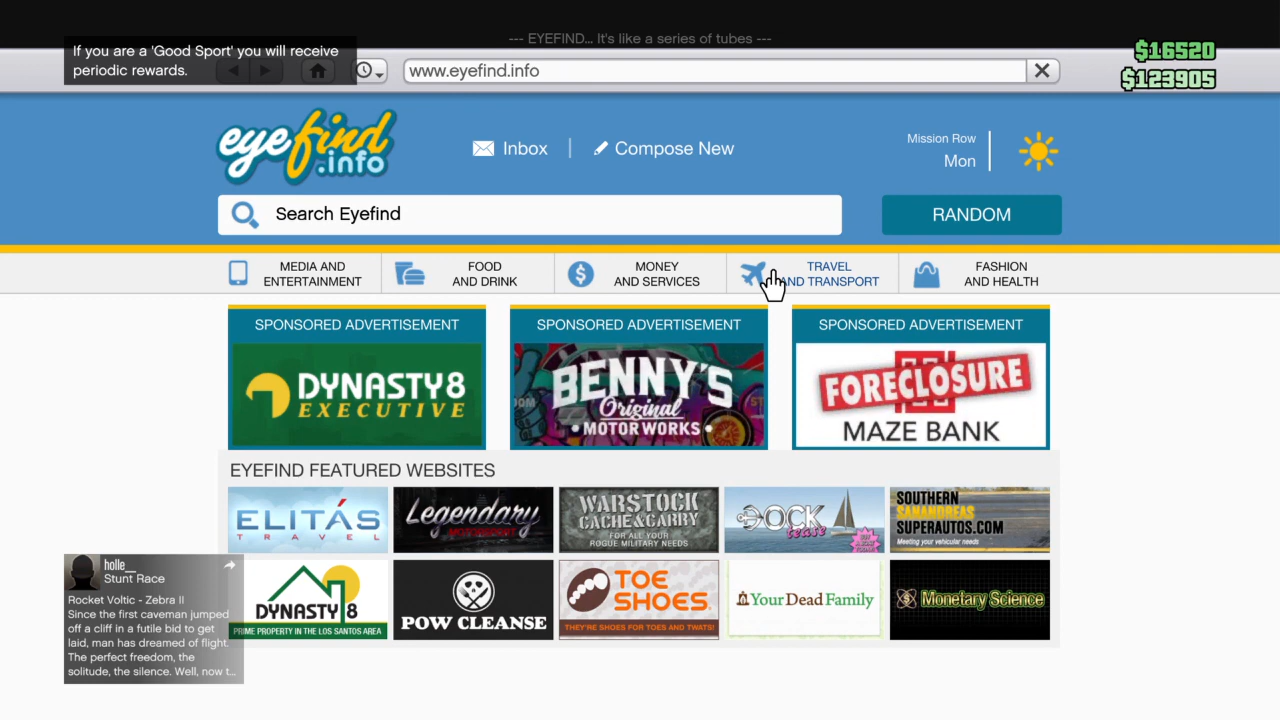 --- EYEFIND... It's like a series of tubes ---
If you are a 'Good Sport' you will receive
periodic rewards.
www.eyefind.info
$16520
$123905
eyefind
.info
Inbox
Compose New
Mission Row
Mon
Search Eyefind
RANDOM
MEDIA AND
ENTERTAINMENT
FOOD
AND DRINK
MONEY
AND SERVICES
TRAVEL
AND TRANSPORT
FASHION
AND HEALTH
SPONSORED ADVERTISEMENT
DYNASTY8
EXECUTIVE
SPONSORED ADVERTISEMENT
BENNY'S
Original
MOTOR WORKS
SPONSORED ADVERTISEMENT
FORECLOSURE
MAZE BANK
EYEFIND FEATURED WEBSITES
ELITÁS
TRAVEL
Legendary
MOTORSPORT
WARSTOCK
CACHE&CARRY
FOR ALL YOUR
ROGUE MILITARY NEEDS
DOCK
tease
SOUTHERN
SANANDREAS
SUPERAUTOS.COM
Meeting your vehicular needs
DYNASTY 8
PRIME PROPERTY IN THE LOS SANTOS AREA
POW CLEANSE
TOE
SHOES
THEY'RE SHOES FOR TOES AND TWATS!
YourDeadFamily
Monetary Science
holle__
Stunt Race
Rocket Voltic - Zebra II
Since the first caveman jumped
off a cliff in a futile bid to get
laid, man has dreamed of flight.
The perfect freedom, the
solitude, the silence. Well, now t...